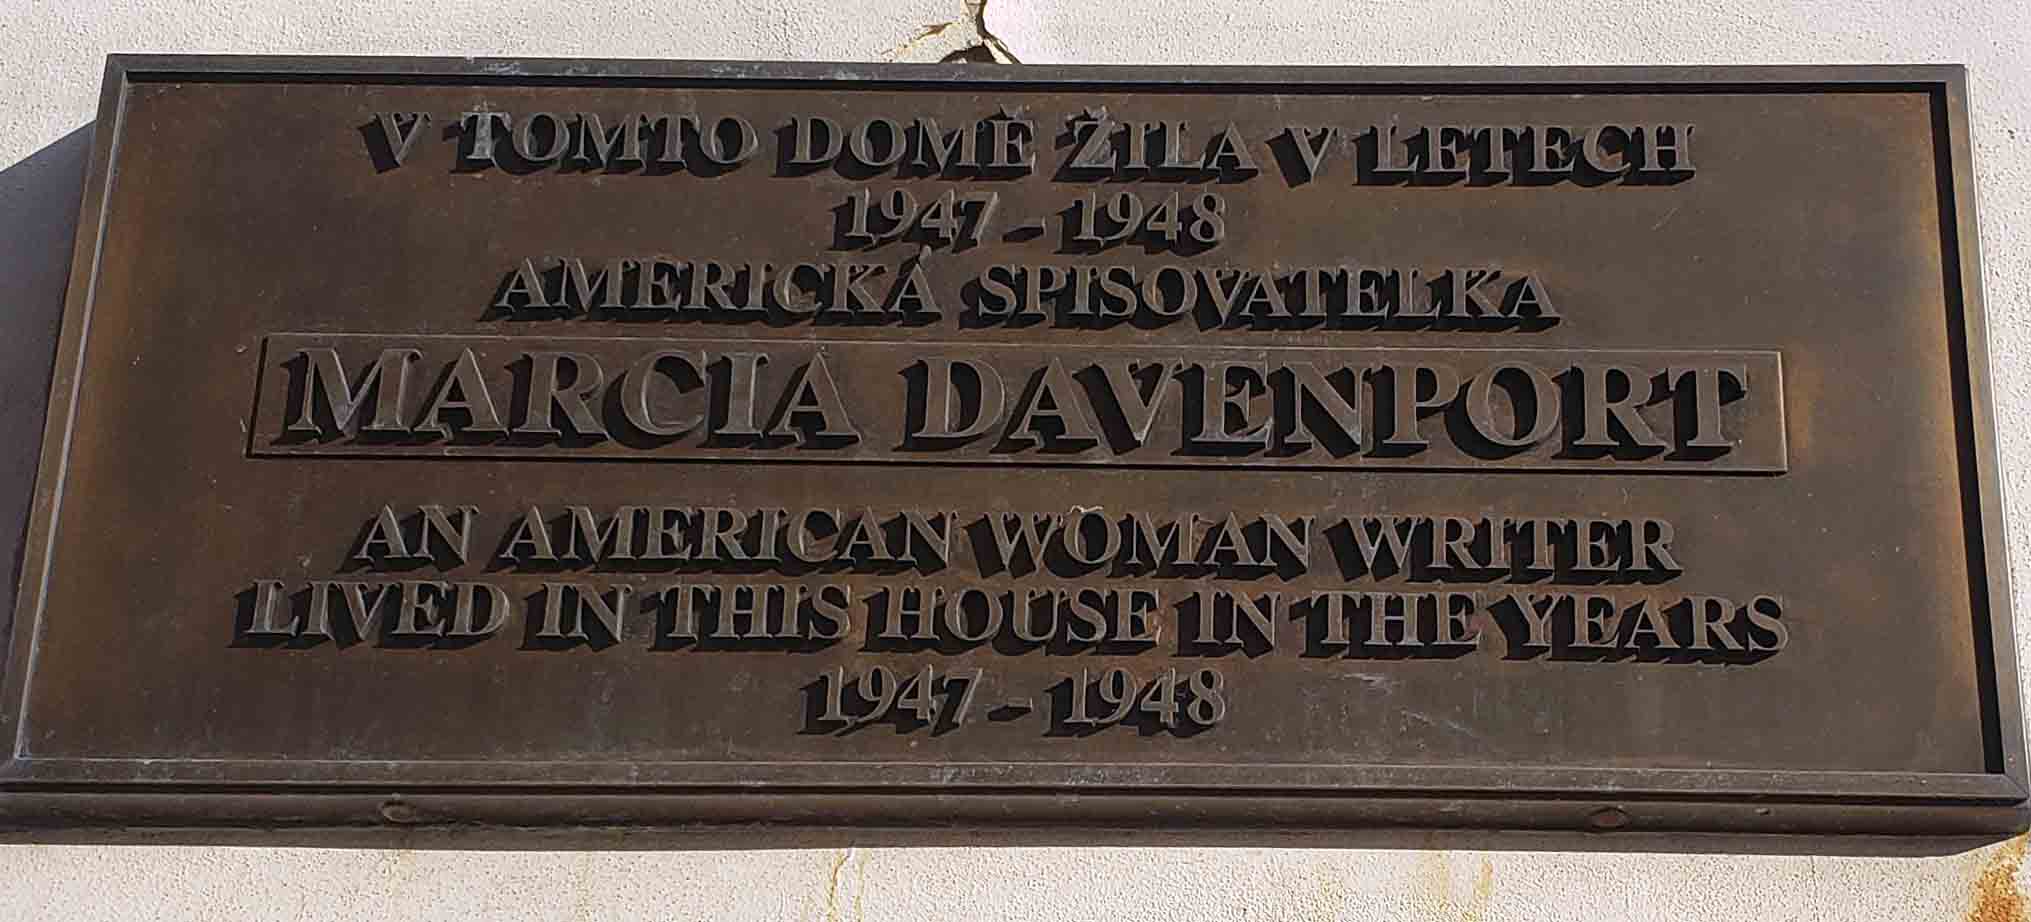 V TOMTO DOMĚ ŽILA V LETECH
1947 - 1948
AMERICKÁ SPISOVATELKA
MARCIA DAVENPORT
AN AMERICAN WOMAN WRITER
LIVED IN THIS HOUSE IN THE YEARS
1947 - 1948